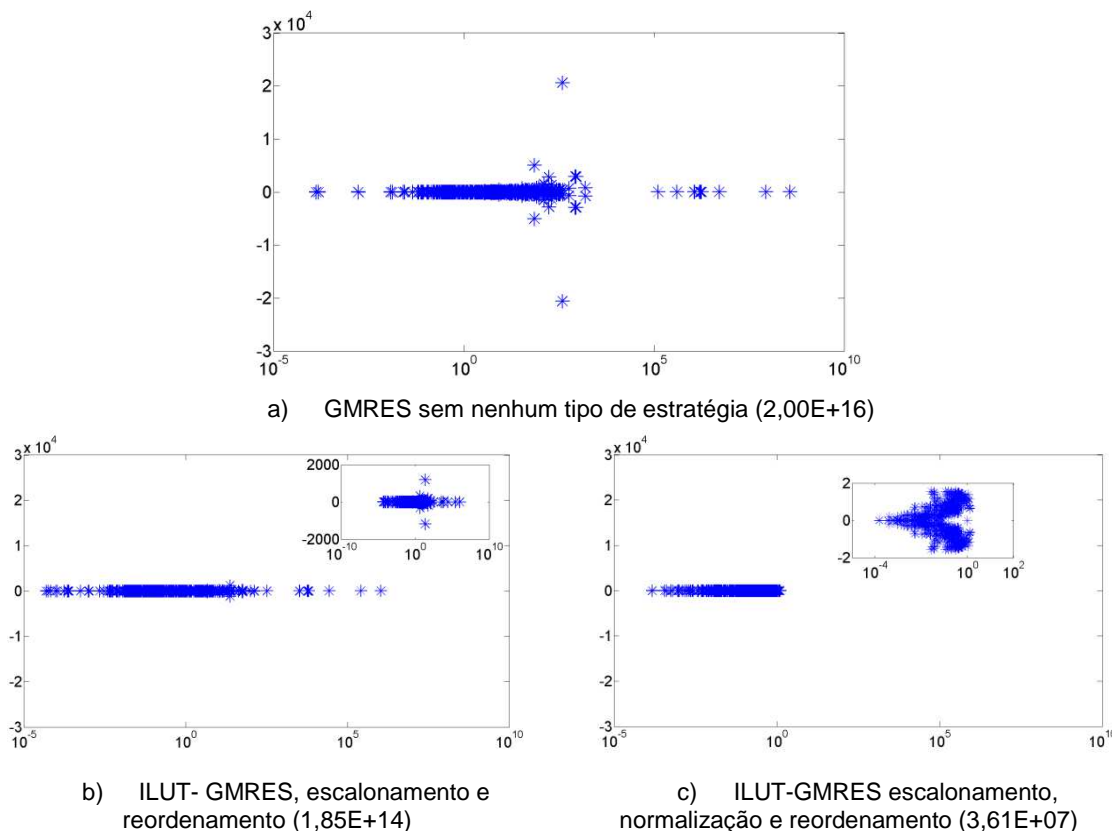 3 x 10^4
2
1
0
-1
-2
-3
10^-5 10^0 10^5 10^10
a) GMRES sem nenhum tipo de estratégia (2,00E+16)
3 x 10^4
2
1
0
-1
-2
-3
10^-5 10^0 10^5 10^10
2000
0
-2000
10^-10 10^0 10^10
b) ILUT- GMRES, escalonamento e
reordenamento (1,85E+14)
3 x 10^4
2
1
0
-1
-2
-3
10^-5 10^0 10^5 10^10
2
0
-2
10^-4 10^-2 10^0 10^2
c) ILUT-GMRES escalonamento,
normalização e reordenamento (3,61E+07)